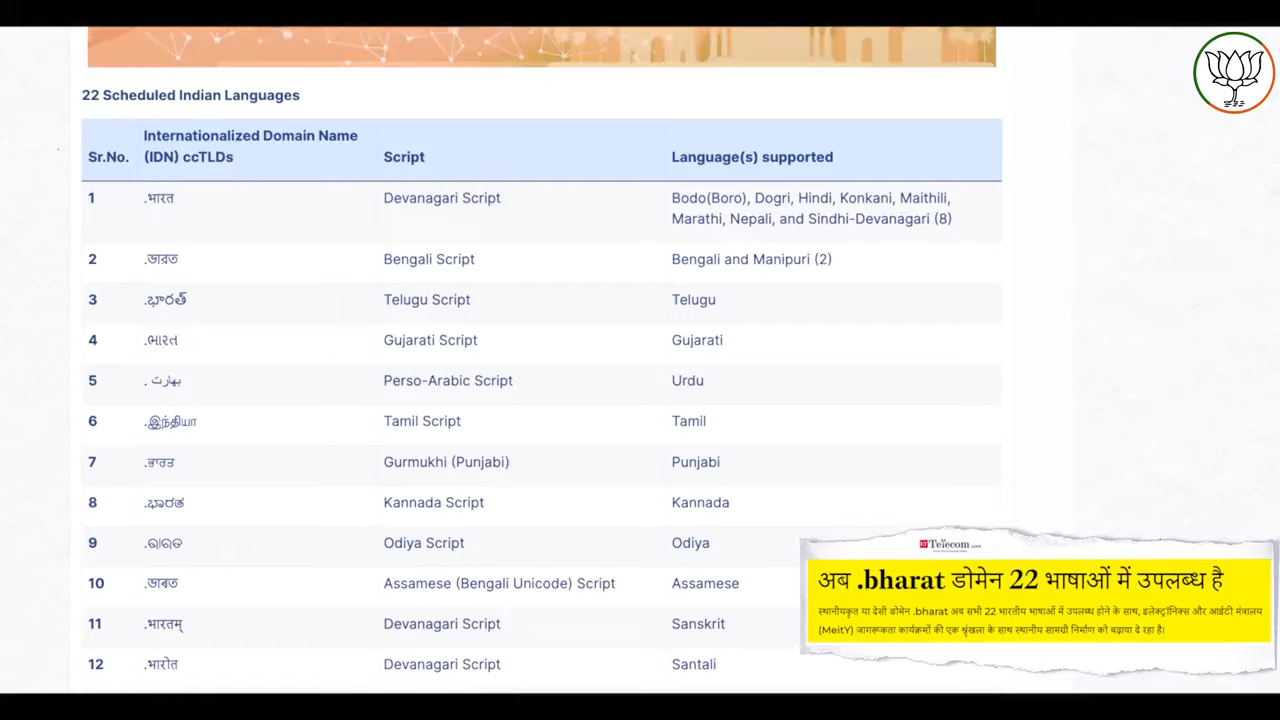 22 Scheduled Indian Languages
Sr.No. Internationalized Domain Name (IDN) ccTLDs Script Language(s) supported
1 .भारत Devanagari Script Bodo(Boro), Dogri, Hindi, Konkani, Maithili,
Marathi, Nepali, and Sindhi-Devanagari (8)
2 .ভারত Bengali Script Bengali and Manipuri (2)
3 .భారత్ Telugu Script Telugu
4 .ભારત Gujarati Script Gujarati
5 . بھارت Perso-Arabic Script Urdu
6 .இந்தியா Tamil Script Tamil
7 .ਭਾਰਤ Gurmukhi (Punjabi) Punjabi
8 .ಭಾರತ Kannada Script Kannada
9 .ଭାରତ Odiya Script Odiya
10 .ভাৰত Assamese (Bengali Unicode) Script Assamese
11 .भारतम् Devanagari Script Sanskrit
12 .भारोत Devanagari Script Santali
ET Telecom.com
अब .bharat डोमेन 22 भाषाओं में उपलब्ध है
स्थानीयकृत या देसी डोमेन .bharat अब सभी 22 भारतीय भाषाओं में उपलब्ध होने के साथ, इलेक्ट्रॉनिक्स और आईटी मंत्रालय
(MeitY) जागरूकता कार्यक्रमों की एक श्रृंखला के साथ स्थानीय सामग्री निर्माण को बढ़ावा दे रहा है।